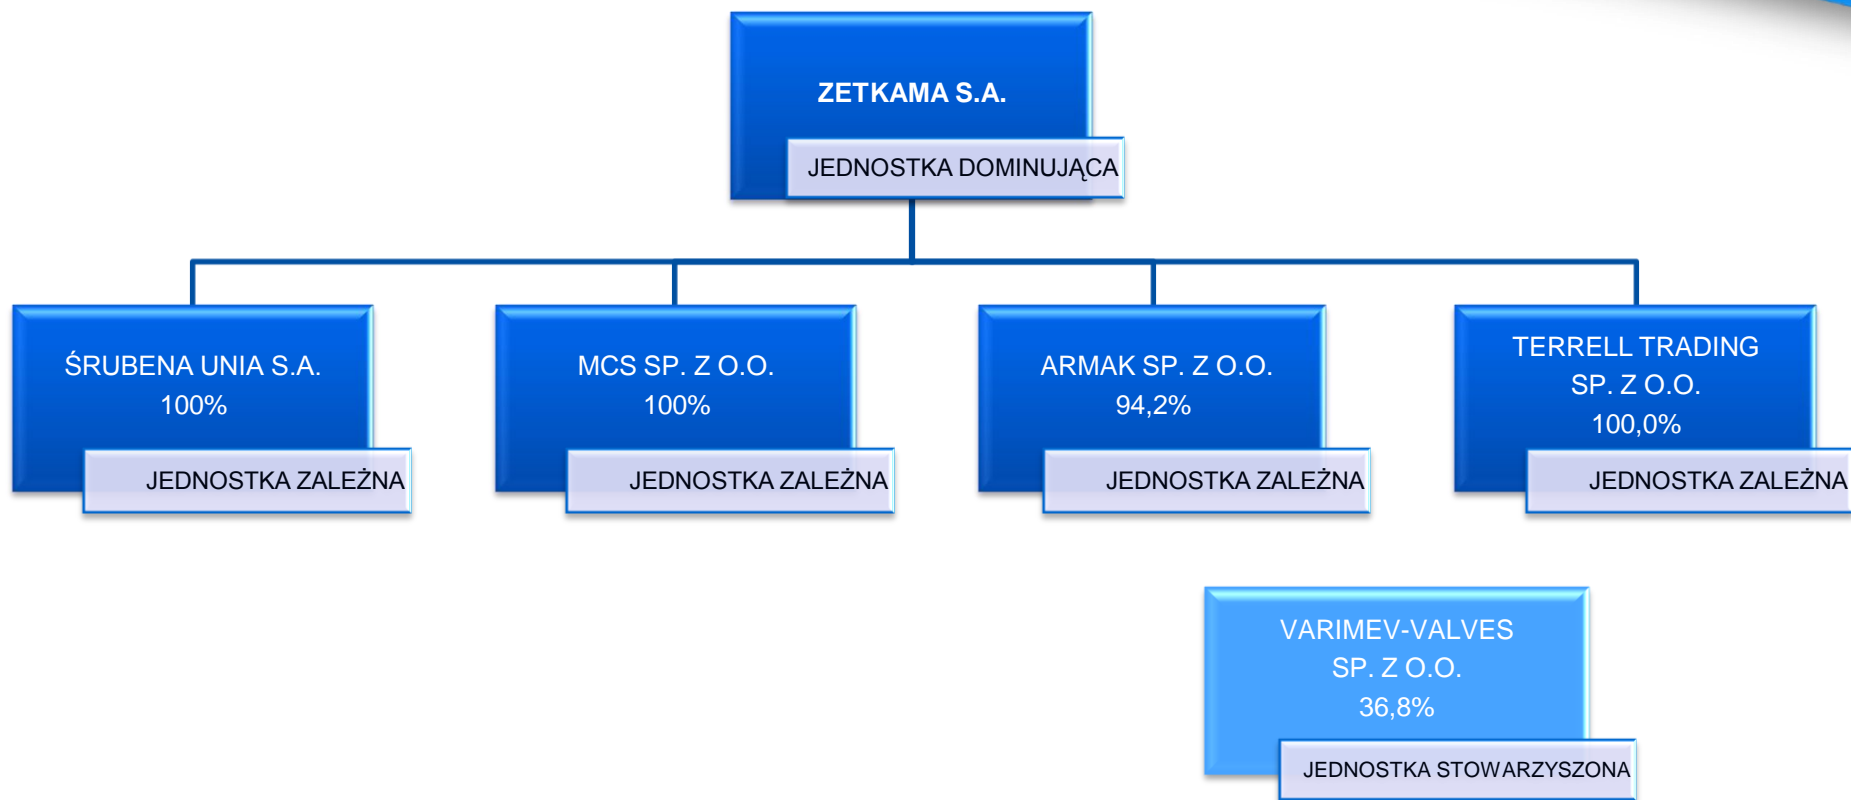 ZETKAMA S.A.
JEDNOSTKA DOMINUJĄCA
ŚRUBENA UNIA S.A.
100%
JEDNOSTKA ZALEŻNA
MCS SP. Z O.O.
100%
JEDNOSTKA ZALEŻNA
ARMAK SP. Z O.O.
94,2%
JEDNOSTKA ZALEŻNA
TERRELL TRADING
SP. Z O.O.
100,0%
JEDNOSTKA ZALEŻNA
VARIMEV-VALVES
SP. Z O.O.
36,8%
JEDNOSTKA STOWARZYSZONA